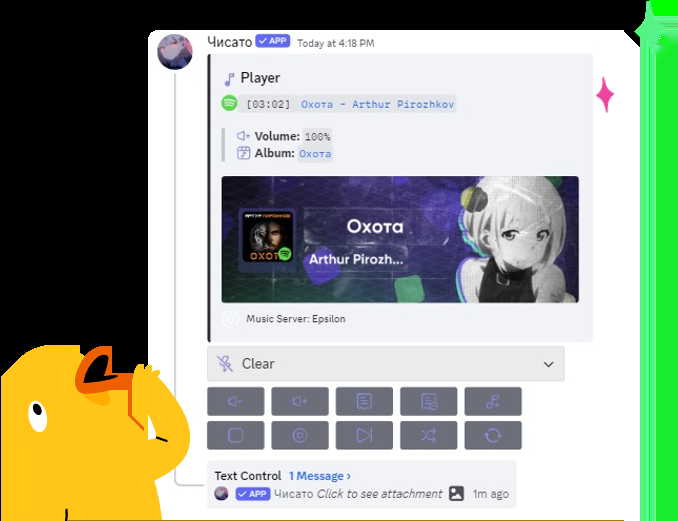 Чисато APP Today at 4:18 PM
Player
[03:02] Охота - Arthur Pirozhkov
Volume: 100%
Album: Охота
Охота
Arthur Pirozh...
ОХОТА
Music Server: Epsilon
Clear
Text Control 1 Message ›
APP Чисато Click to see attachment 1m ago